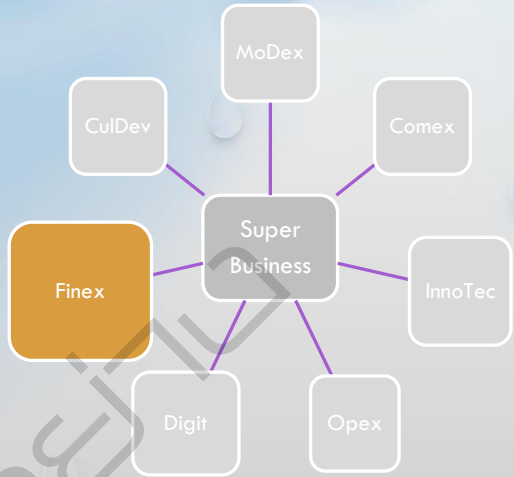 MoDex
CulDev
Comex
Super
Business
Finex
InnoTec
Digit
Opex